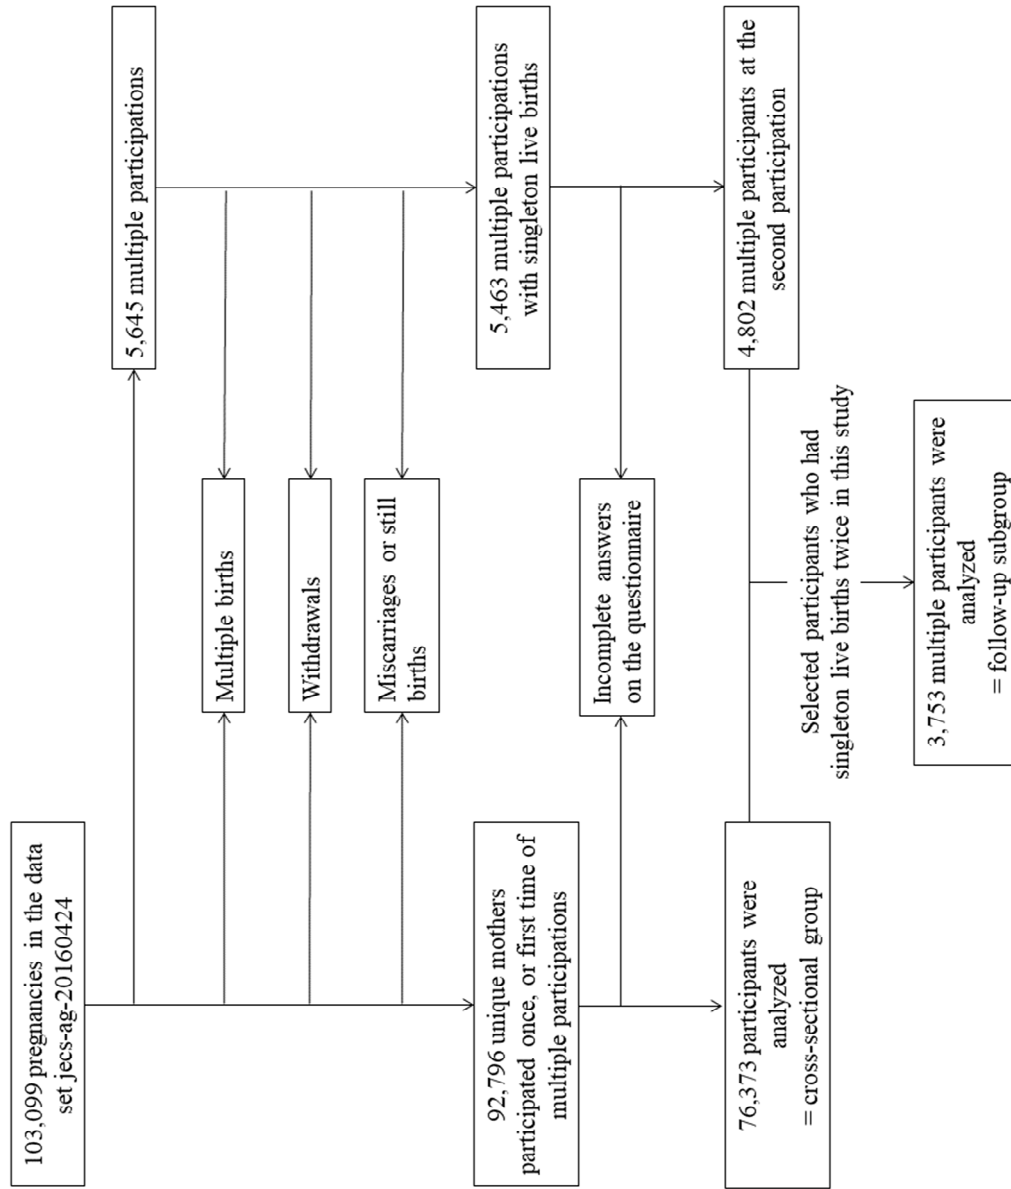 103,099 pregnancies in the data
set jecs-ag-20160424
5,645 multiple participations
Multiple births
Withdrawals
Miscarriages or still
births
92,796 unique mothers
participated once, or first time of
multiple participations
5,463 multiple participations
with singleton live births
Incomplete answers
on the questionnaire
76,373 participants were
analyzed
= cross-sectional group
4,802 multiple participants at the
second participation
Selected participants who had
singleton live births twice in this study
3,753 multiple participants were
analyzed
= follow-up subgroup